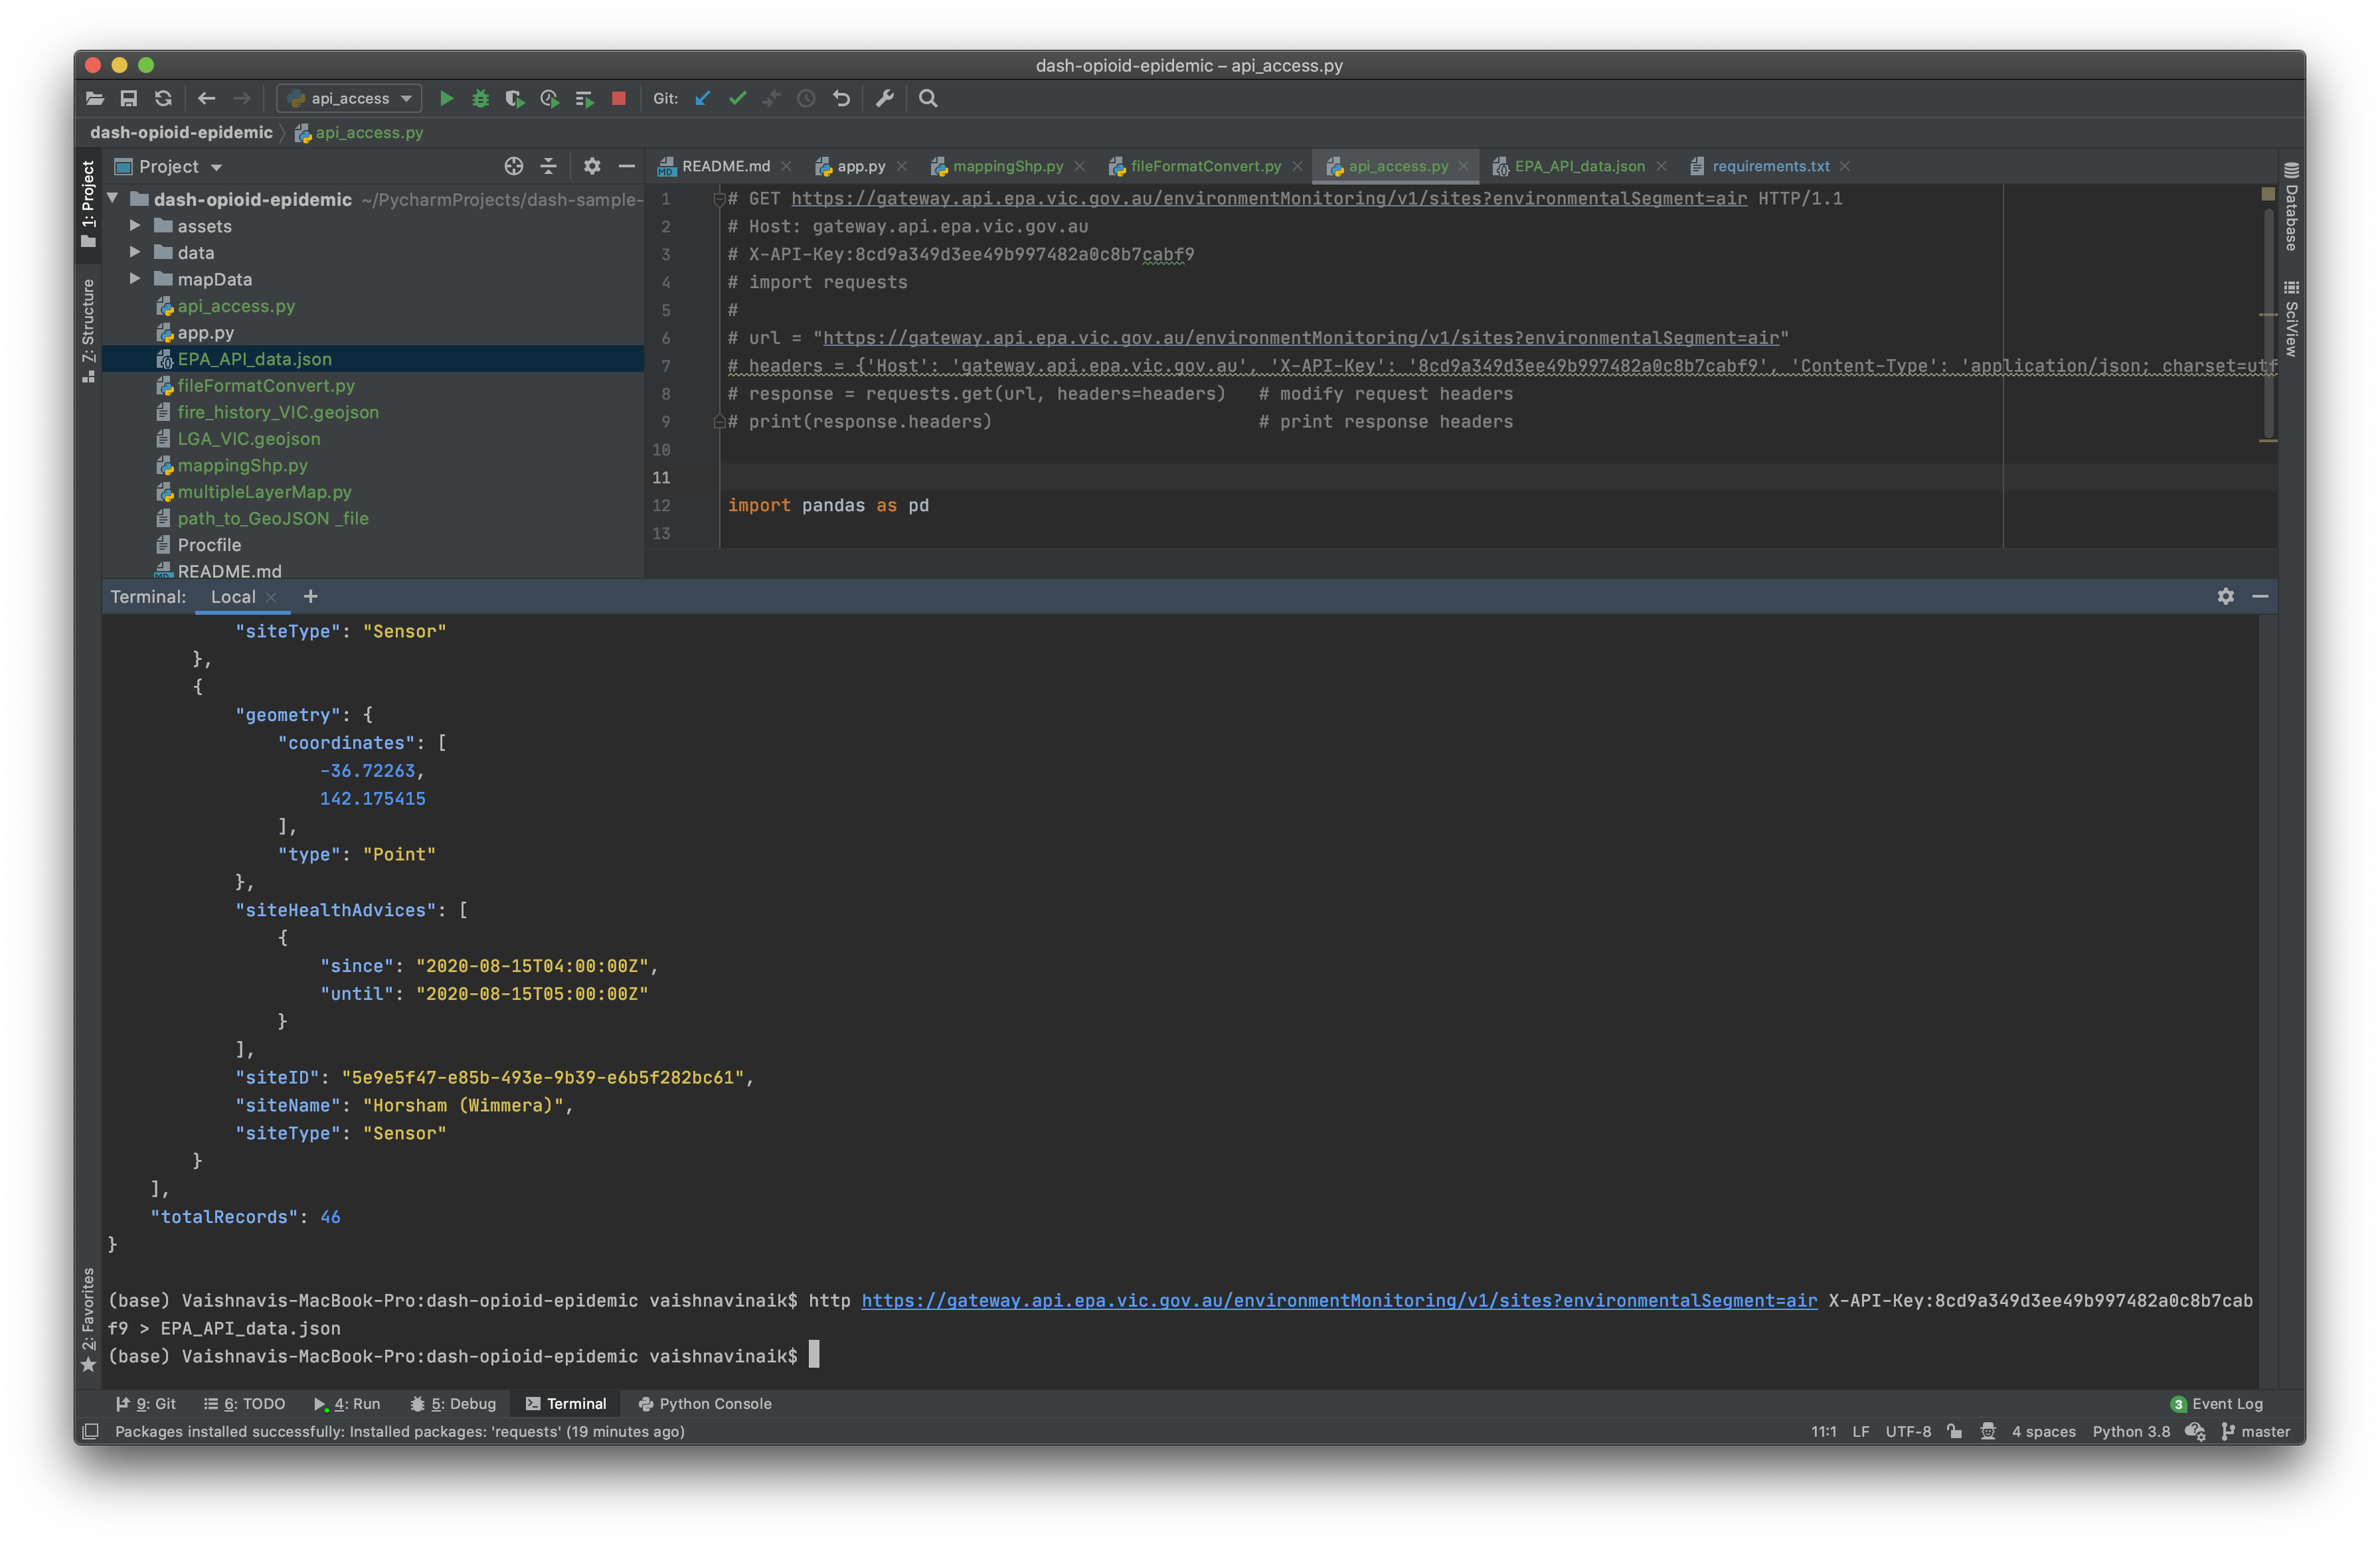 dash-opioid-epidemic – api_access.py
api_access
Git:
dash-opioid-epidemic
api_access.py
1: Project
Project
README.md
app.py
mappingShp.py
fileFormatConvert.py
api_access.py
EPA_API_data.json
requirements.txt
dash-opioid-epidemic ~/PycharmProjects/dash-sample-
assets
data
mapData
api_access.py
app.py
EPA_API_data.json
fileFormatConvert.py
fire_history_VIC.geojson
LGA_VIC.geojson
mappingShp.py
multipleLayerMap.py
path_to_GeoJSON _file
Procfile
README.md
Z: Structure
1 # GET https://gateway.api.epa.vic.gov.au/environmentMonitoring/v1/sites?environmentalSegment=air HTTP/1.1
2 # Host: gateway.api.epa.vic.gov.au
3 # X-API-Key:8cd9a349d3ee49b997482a0c8b7cabf9
4 # import requests
5 #
6 # url = "https://gateway.api.epa.vic.gov.au/environmentMonitoring/v1/sites?environmentalSegment=air"
7 # headers = {'Host': 'gateway.api.epa.vic.gov.au', 'X-API-Key': '8cd9a349d3ee49b997482a0c8b7cabf9', 'Content-Type': 'application/json; charset=utf
8 # response = requests.get(url, headers=headers)   # modify request headers
9 # print(response.headers)                         # print response headers
10
11
12 import pandas as pd
13
Database
SciView
Terminal: Local +
            "siteType": "Sensor"
        },
        {
            "geometry": {
                "coordinates": [
                    -36.72263,
                    142.175415
                ],
                "type": "Point"
            },
            "siteHealthAdvices": [
                {
                    "since": "2020-08-15T04:00:00Z",
                    "until": "2020-08-15T05:00:00Z"
                }
            ],
            "siteID": "5e9e5f47-e85b-493e-9b39-e6b5f282bc61",
            "siteName": "Horsham (Wimmera)",
            "siteType": "Sensor"
        }
    ],
    "totalRecords": 46
}
(base) Vaishnavis-MacBook-Pro:dash-opioid-epidemic vaishnavinaik$ http https://gateway.api.epa.vic.gov.au/environmentMonitoring/v1/sites?environmentalSegment=air X-API-Key:8cd9a349d3ee49b997482a0c8b7cab
f9 > EPA_API_data.json
(base) Vaishnavis-MacBook-Pro:dash-opioid-epidemic vaishnavinaik$
2: Favorites
9: Git
6: TODO
4: Run
5: Debug
Terminal
Python Console
3 Event Log
Packages installed successfully: Installed packages: 'requests' (19 minutes ago)
11:1 LF UTF-8 4 spaces Python 3.8 master